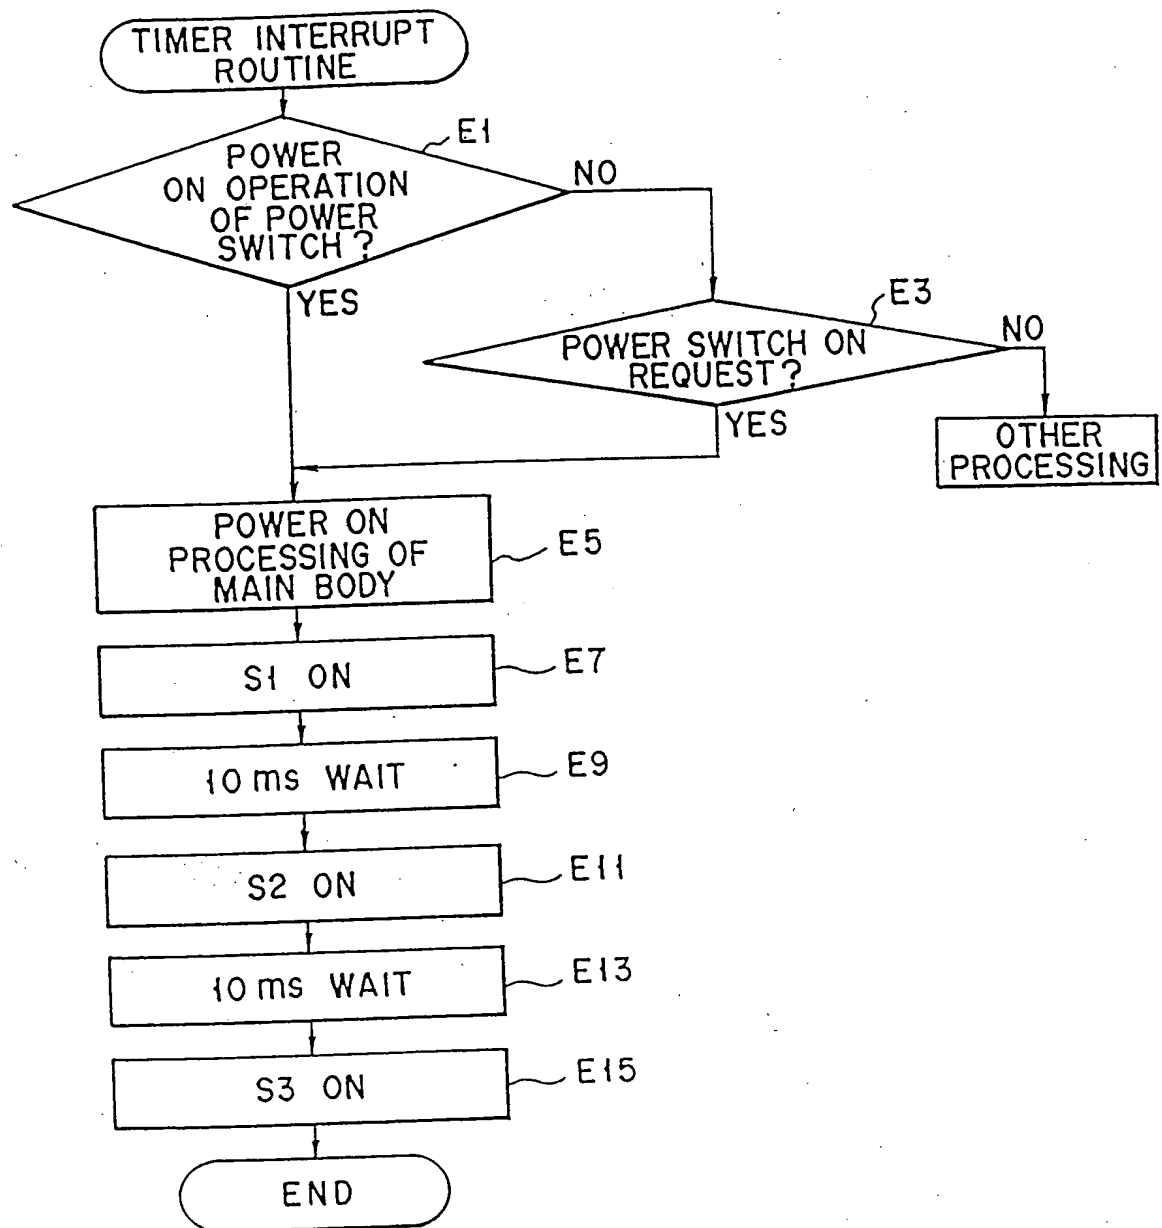 TIMER INTERRUPT
ROUTINE
E1
POWER
ON OPERATION
OF POWER
SWITCH?
NO
YES
E3
POWER SWITCH ON
REQUEST?
NO
YES
OTHER
PROCESSING
POWER ON
PROCESSING OF
MAIN BODY
E5
S1 ON
E7
10 ms WAIT
E9
S2 ON
E11
10 ms WAIT
E13
S3 ON
E15
END